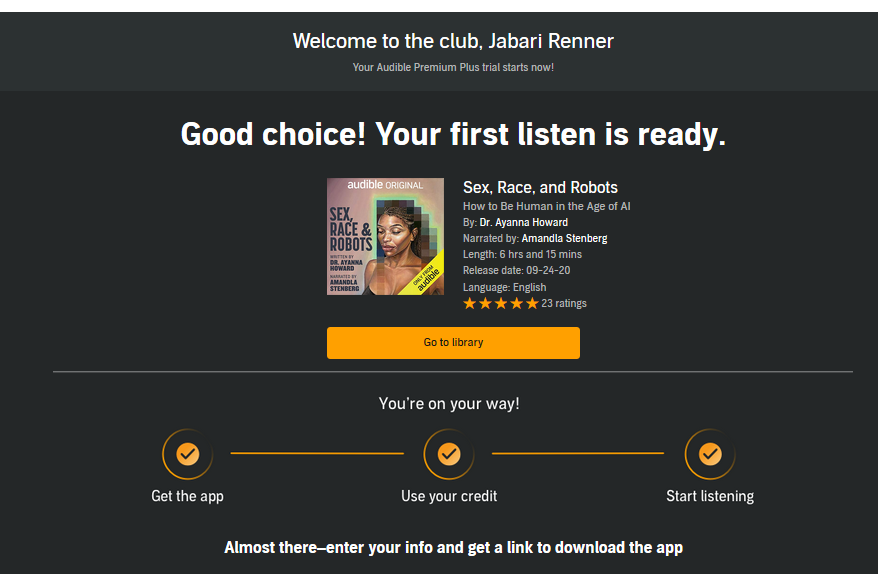 Welcome to the club, Jabari Renner
Your Audible Premium Plus trial starts now!
Good choice! Your first listen is ready.
audible ORIGINAL
SEX,
RACE &
ROBOTS
WRITTEN BY
DR. AYANNA
HOWARD
NARRATED BY
AMANDLA
STENBERG
ONLY FROM
audible
Sex, Race, and Robots
How to Be Human in the Age of AI
By: Dr. Ayanna Howard
Narrated by: Amandla Stenberg
Length: 6 hrs and 15 mins
Release date: 09-24-20
Language: English
23 ratings
Go to library
You're on your way!
Get the app
Use your credit
Start listening
Almost there—enter your info and get a link to download the app